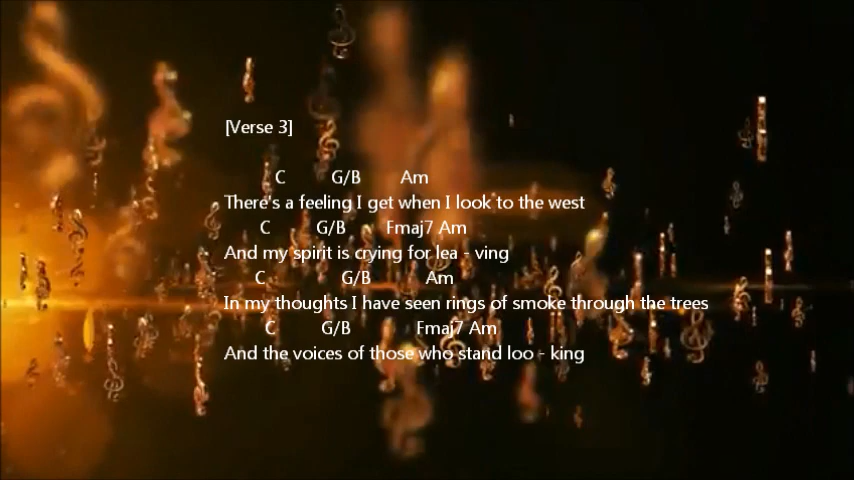 [Verse 3]
C G/B Am
There's a feeling I get when I look to the west
C G/B Fmaj7 Am
And my spirit is crying for lea - ving
C G/B Am
In my thoughts I have seen rings of smoke through the trees
C G/B Fmaj7 Am
And the voices of those who stand loo - king